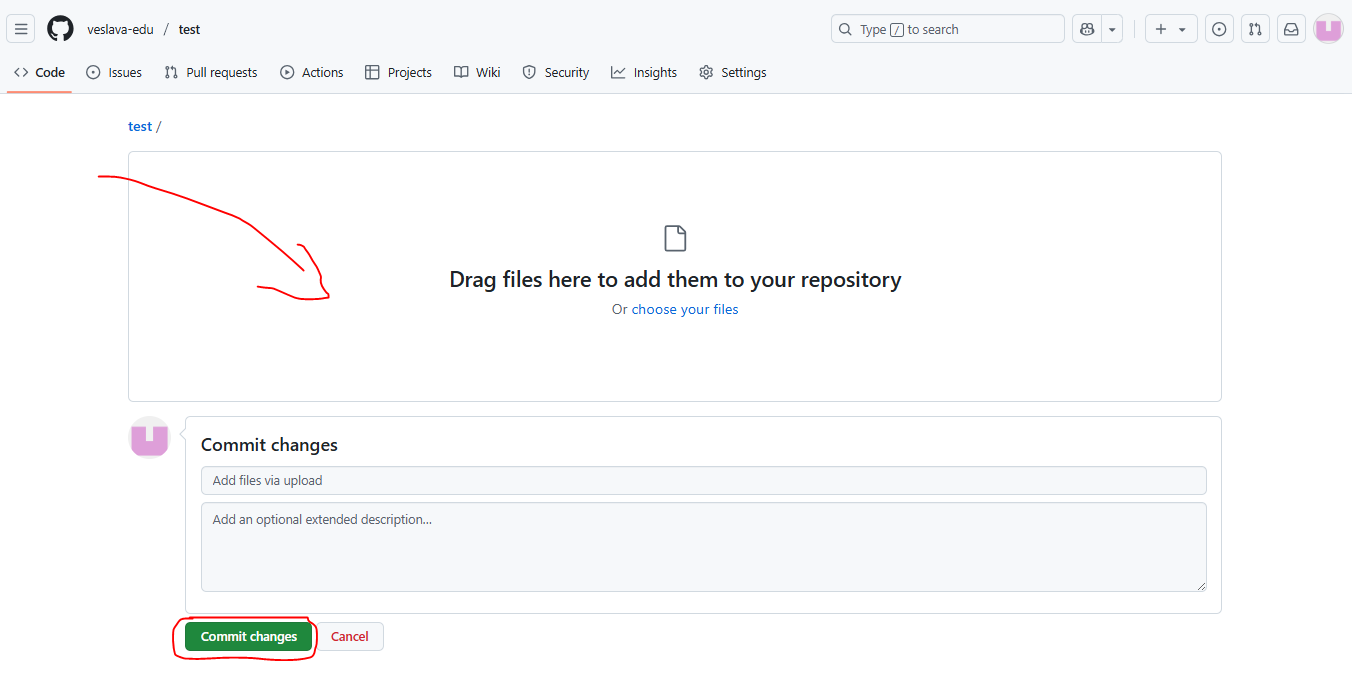 veslava-edu / test
Type / to search
Code Issues Pull requests Actions Projects Wiki Security Insights Settings
test /
Drag files here to add them to your repository
Or choose your files
Commit changes
Add files via upload
Add an optional extended description...
Commit changes Cancel